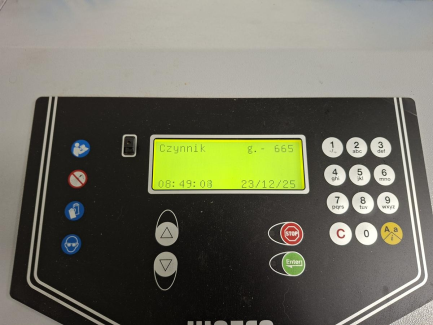 Czynnik g.- 665
08:49:03 23/12/25
1 2 abc 3 def
4 ghi 5 jkl 6 mno
7 pqrs 8 tuv 9 wxyz
C 0 A a
STOP
Enter